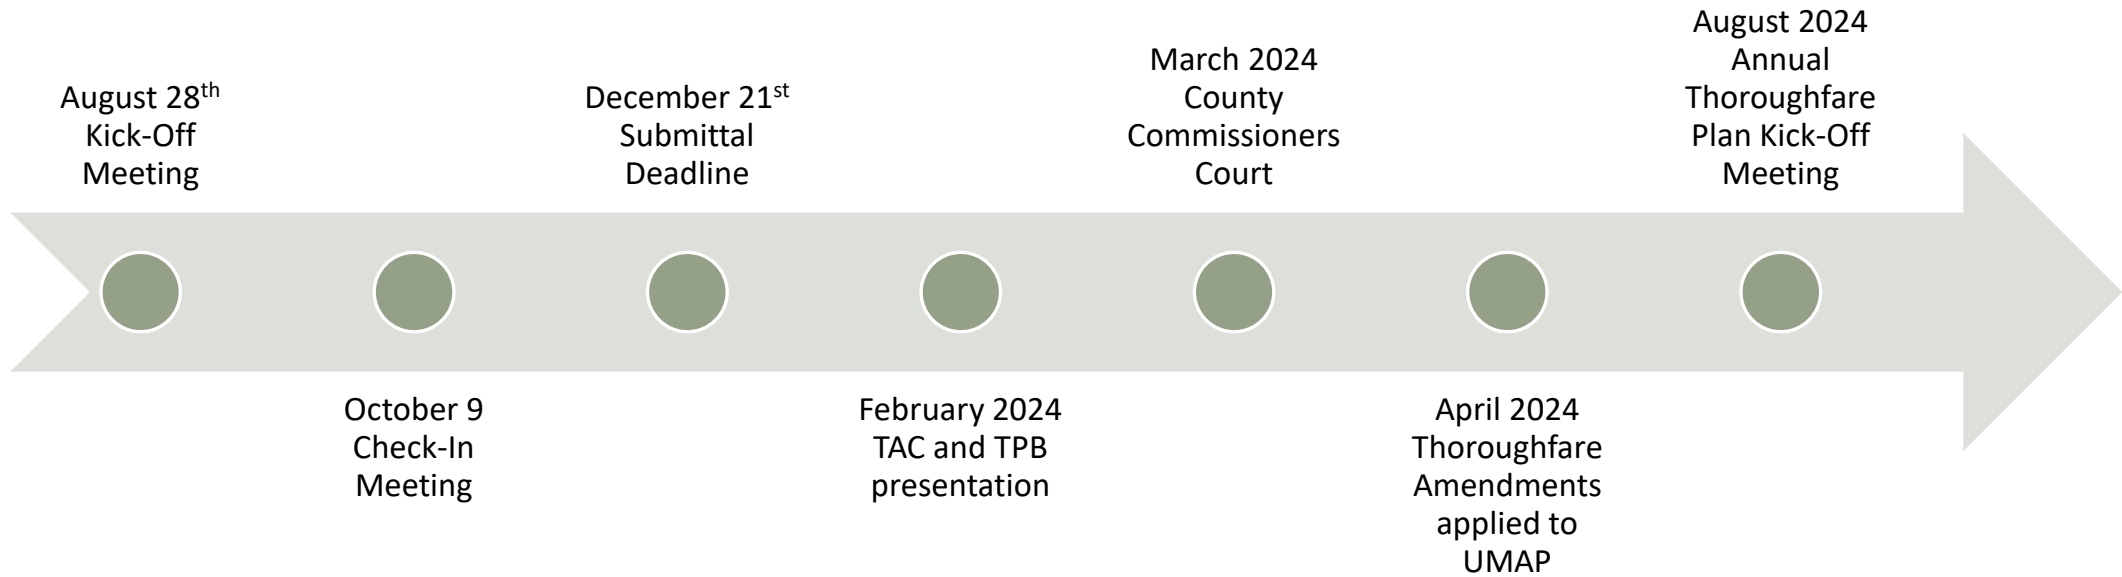 August 28th
Kick-Off
Meeting
October 9
Check-In
Meeting
December 21st
Submittal
Deadline
February 2024
TAC and TPB
presentation
March 2024
County
Commissioners
Court
April 2024
Thoroughfare
Amendments
applied to
UMAP
August 2024
Annual
Thoroughfare
Plan Kick-Off
Meeting